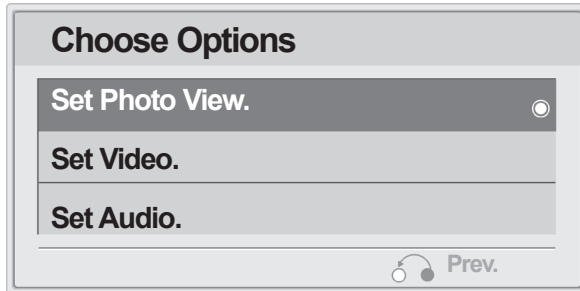 Choose Options
Set Photo View.
Set Video.
Set Audio.
Prev.